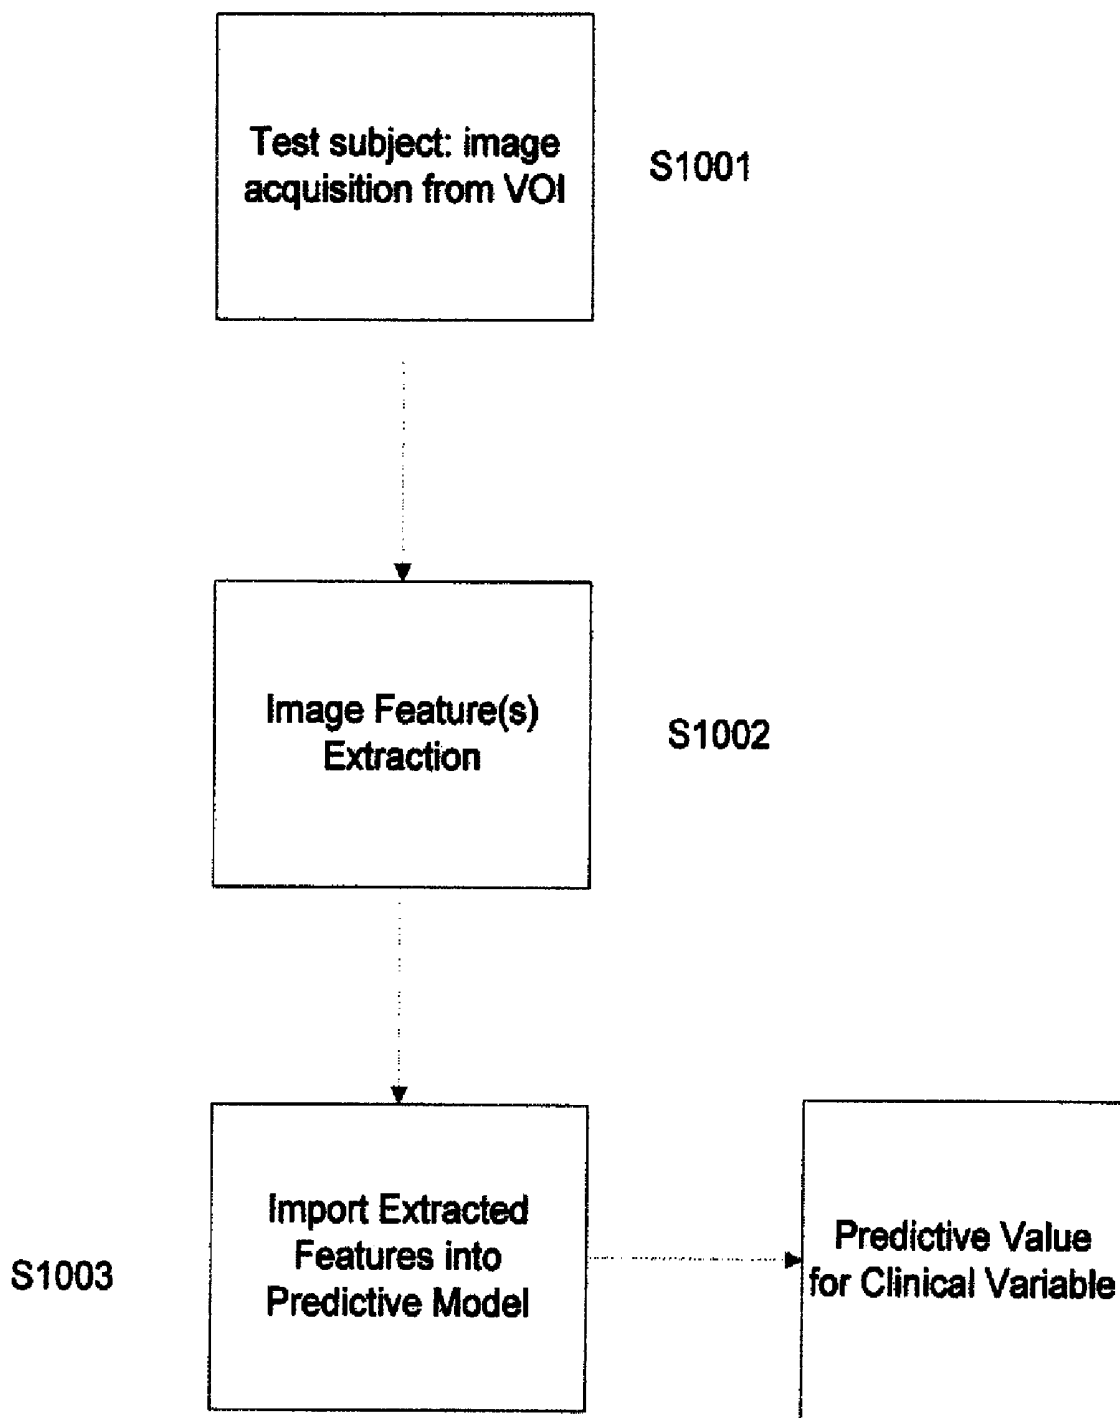 Test subject: image
acquisition from VOI
S1001
Image Feature(s)
Extraction
S1002
S1003
Import Extracted
Features into
Predictive Model
Predictive Value
for Clinical Variable